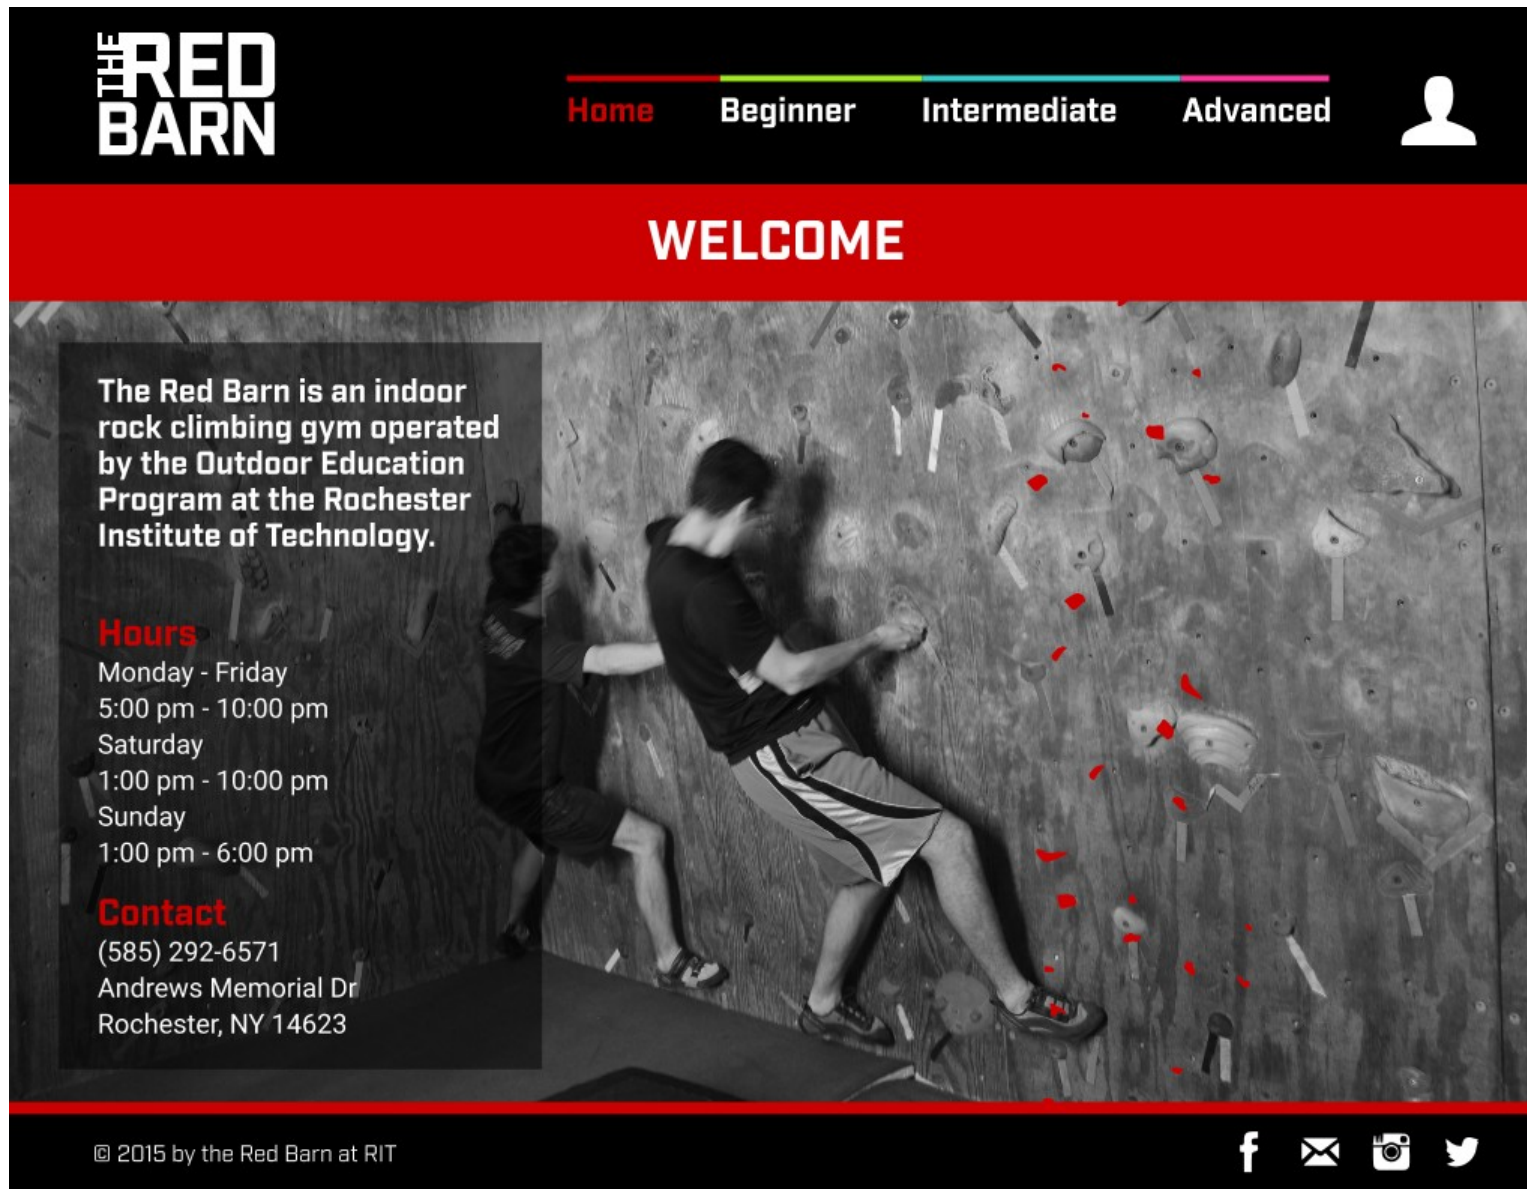 THE RED
BARN
Home Beginner Intermediate Advanced
WELCOME
The Red Barn is an indoor
rock climbing gym operated
by the Outdoor Education
Program at the Rochester
Institute of Technology.
Hours
Monday - Friday
5:00 pm - 10:00 pm
Saturday
1:00 pm - 10:00 pm
Sunday
1:00 pm - 6:00 pm
Contact
(585) 292-6571
Andrews Memorial Dr
Rochester, NY 14623
© 2015 by the Red Barn at RIT